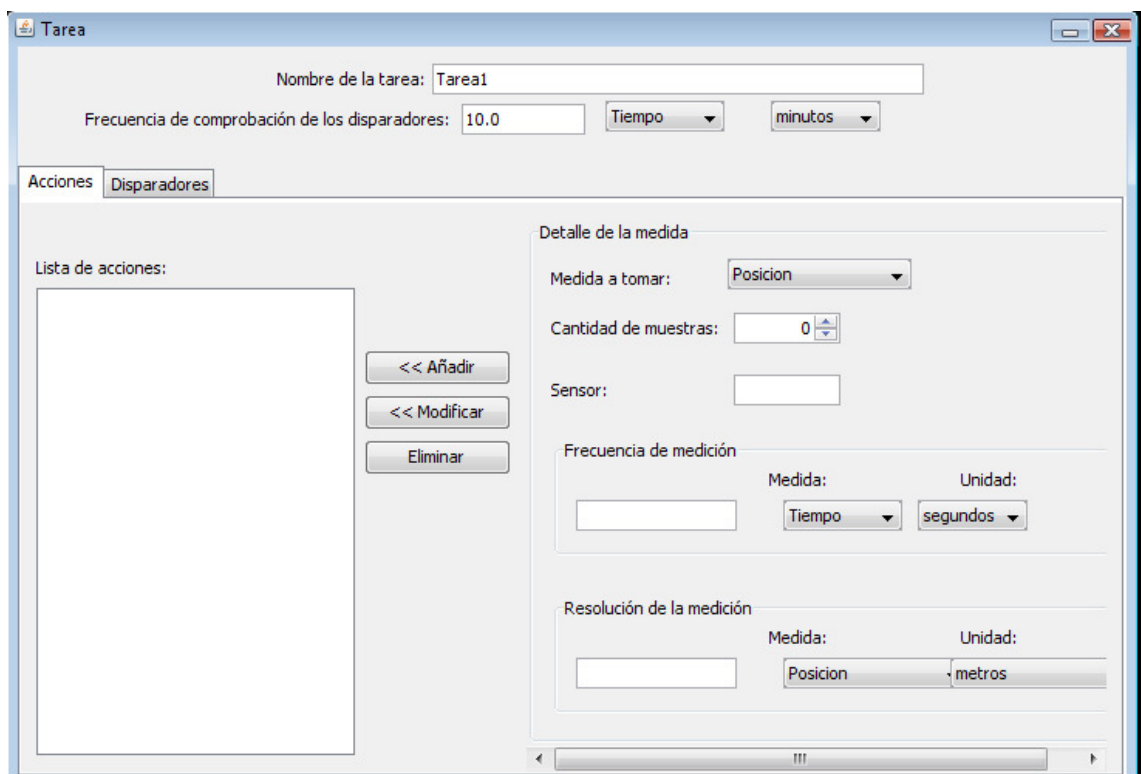 Tarea
Nombre de la tarea: Tarea1
Frecuencia de comprobación de los disparadores: 10.0 Tiempo minutos
Acciones Disparadores
Detalle de la medida
Lista de acciones:
Medida a tomar: Posicion
Cantidad de muestras: 0
<< Añadir
Sensor:
<< Modificar
Eliminar
Frecuencia de medición
Medida: Unidad:
Tiempo segundos
Resolución de la medición
Medida: Unidad:
Posicion metros